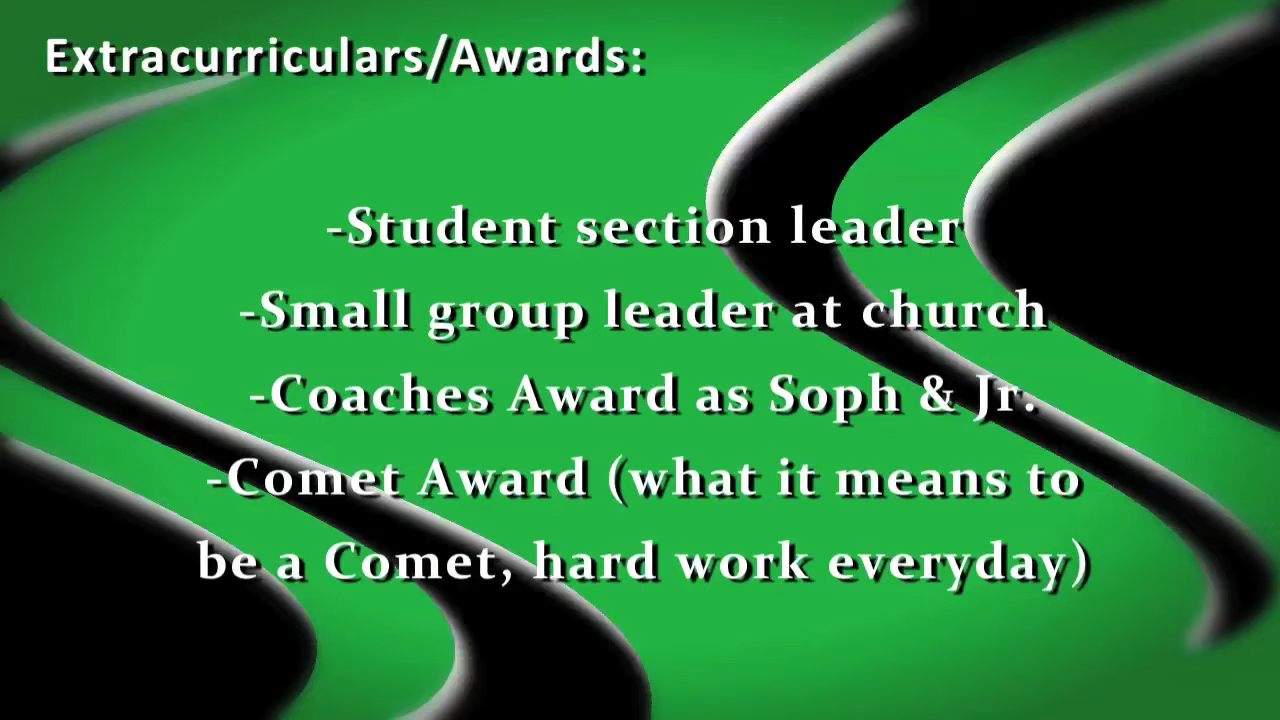 Extracurriculars/Awards:
-Student section leader
-Small group leader at church
-Coaches Award as Soph & Jr.
-Comet Award (what it means to
be a Comet, hard work everyday)